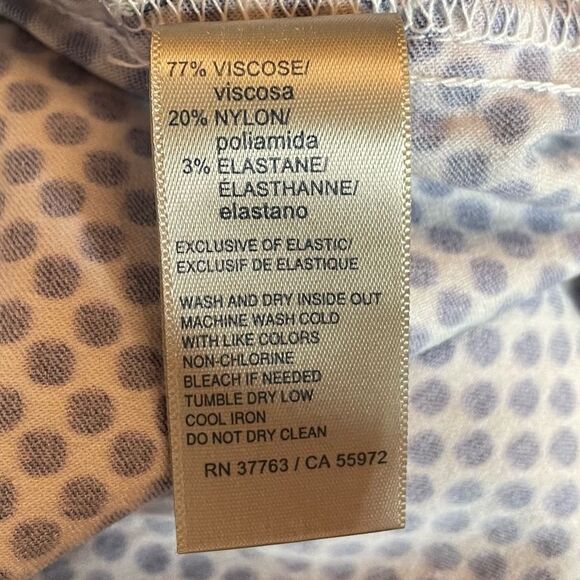 77% VISCOSE/
viscosa
20% NYLON/
poliamida
3% ELASTANE/
ÉLASTHANNE/
elastano
EXCLUSIVE OF ELASTIC/
EXCLUSIF DE ELASTIQUE
WASH AND DRY INSIDE OUT
MACHINE WASH COLD
WITH LIKE COLORS
NON-CHLORINE
BLEACH IF NEEDED
TUMBLE DRY LOW
COOL IRON
DO NOT DRY CLEAN
RN 37763 / CA 55972